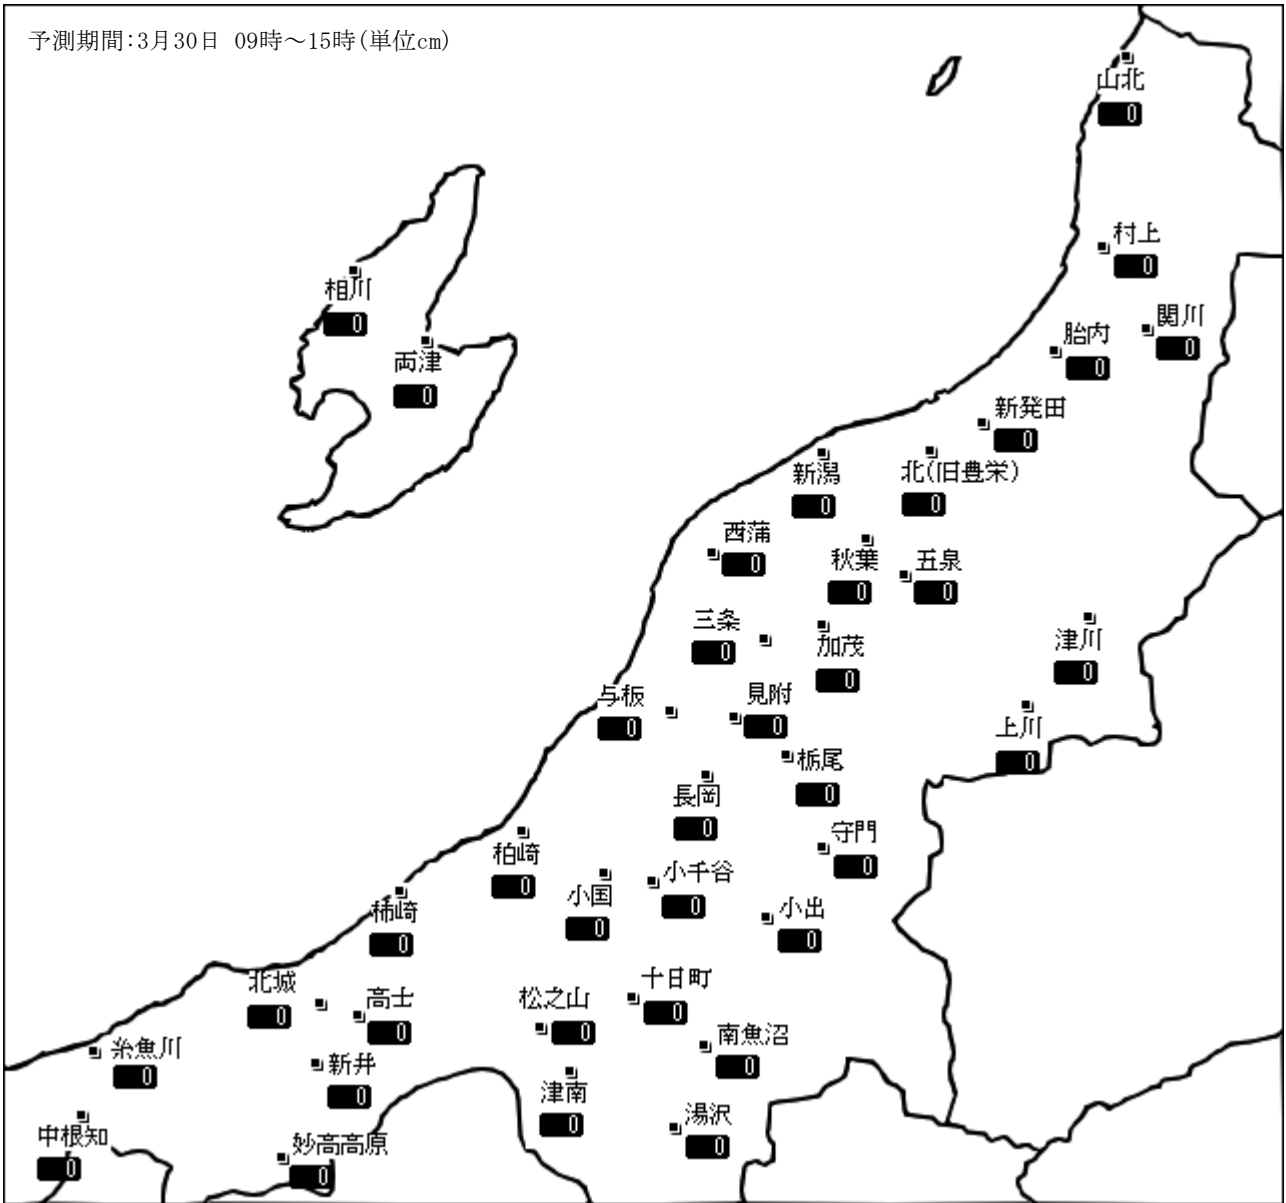 予測期間:3月30日 09時～15時(単位cm)
山北
0
村上
0
相川
0
関川
0
胎内
0
両津
0
新発田
0
新潟
0
北(旧豊栄)
0
西蒲
0
秋葉
0
五泉
0
三条
0
加茂
0
津川
0
与板
0
見附
0
上川
0
栃尾
0
長岡
0
守門
0
柏崎
0
小国
0
小千谷
0
小出
0
柿崎
0
北城
0
高士
0
松之山
0
十日町
0
南魚沼
0
糸魚川
0
新井
0
津南
0
湯沢
0
中根知
0
妙高高原
0